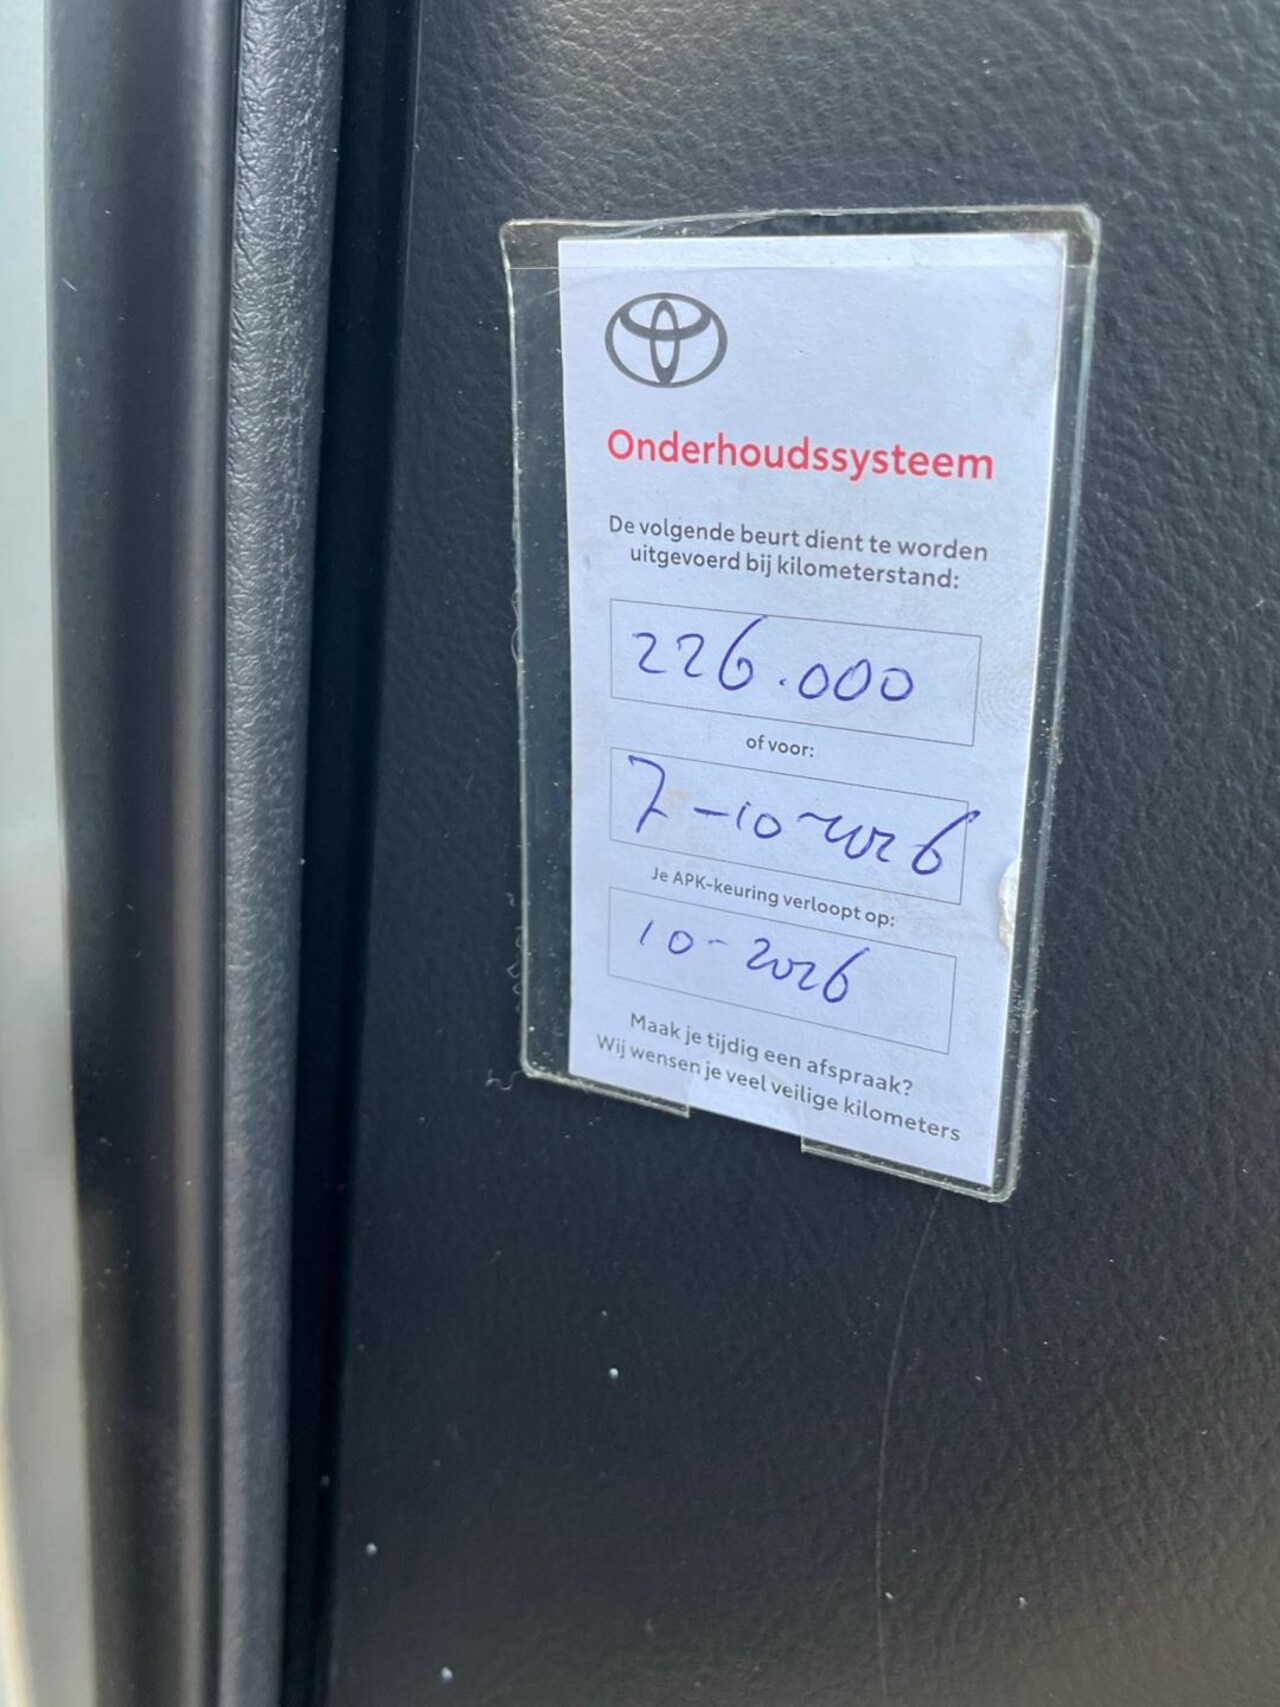 Onderhoudssysteem
De volgende beurt dient te worden
uitgevoerd bij kilometerstand:
226.000
of voor:
7-10-2026
Je APK-keuring verloopt op:
10-2026
Maak je tijdig een afspraak?
Wij wensen je veel veilige kilometers